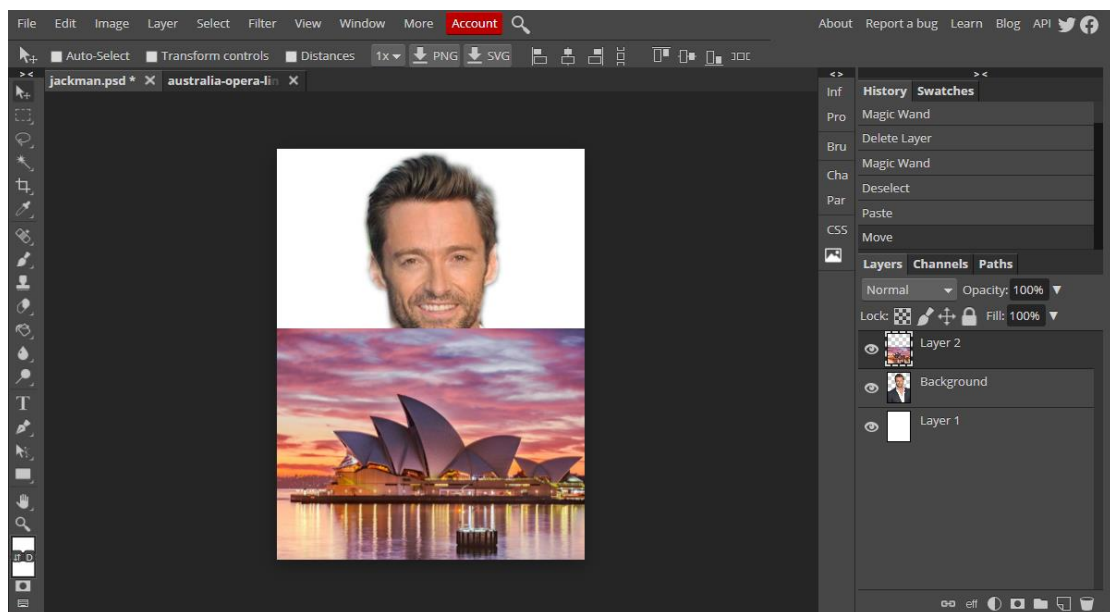 File Edit Image Layer Select Filter View Window More Account About Report a bug Learn Blog API
Auto-Select Transform controls Distances 1x PNG SVG
jackman.psd * australia-opera-lin
Inf
Pro
Bru
Cha
Par
CSS
History Swatches
Magic Wand
Delete Layer
Magic Wand
Deselect
Paste
Move
Layers Channels Paths
Normal Opacity: 100%
Lock: Fill: 100%
Layer 2
Background
Layer 1
T
D
eff